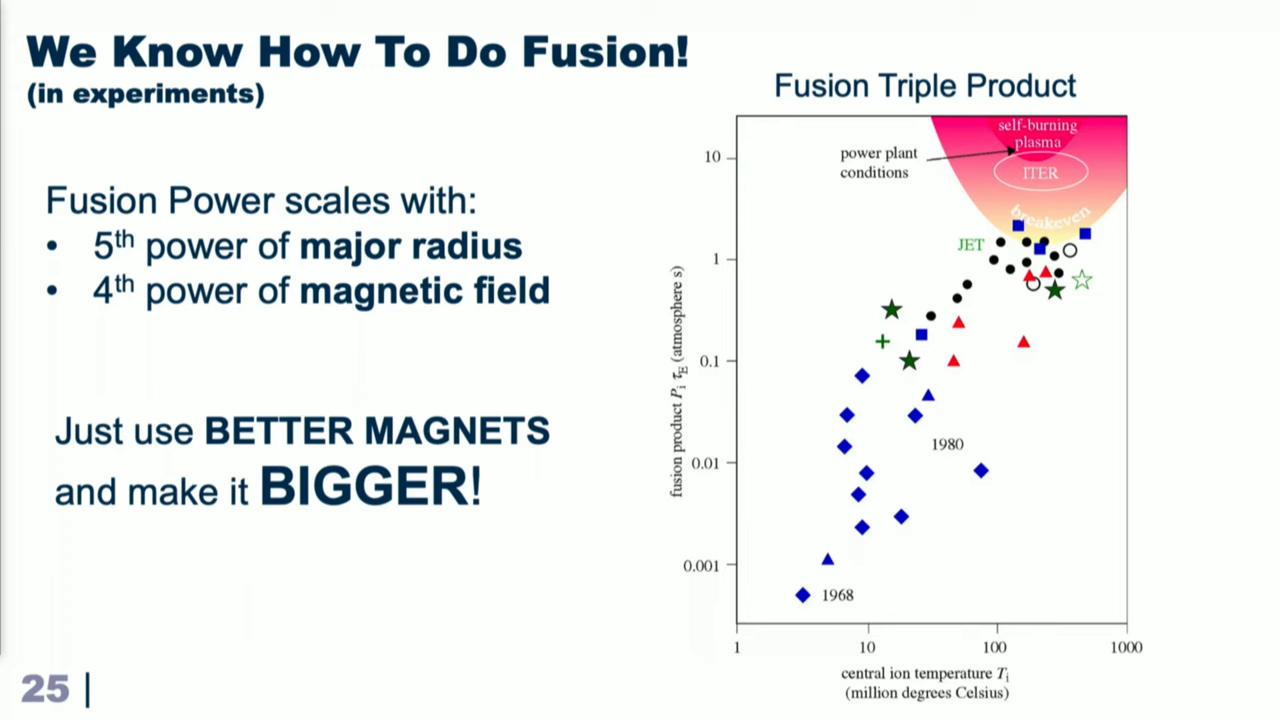 We Know How To Do Fusion!
(in experiments)
Fusion Power scales with:
• 5th power of major radius
• 4th power of magnetic field
Just use BETTER MAGNETS
and make it BIGGER!
25 |
Fusion Triple Product
self-burning
plasma
power plant
conditions
ITER
breakeven
JET
1980
1968
10
1
0.1
0.01
0.001
fusion product Pi τE (atmosphere s)
1
10
100
1000
central ion temperature Ti
(million degrees Celsius)